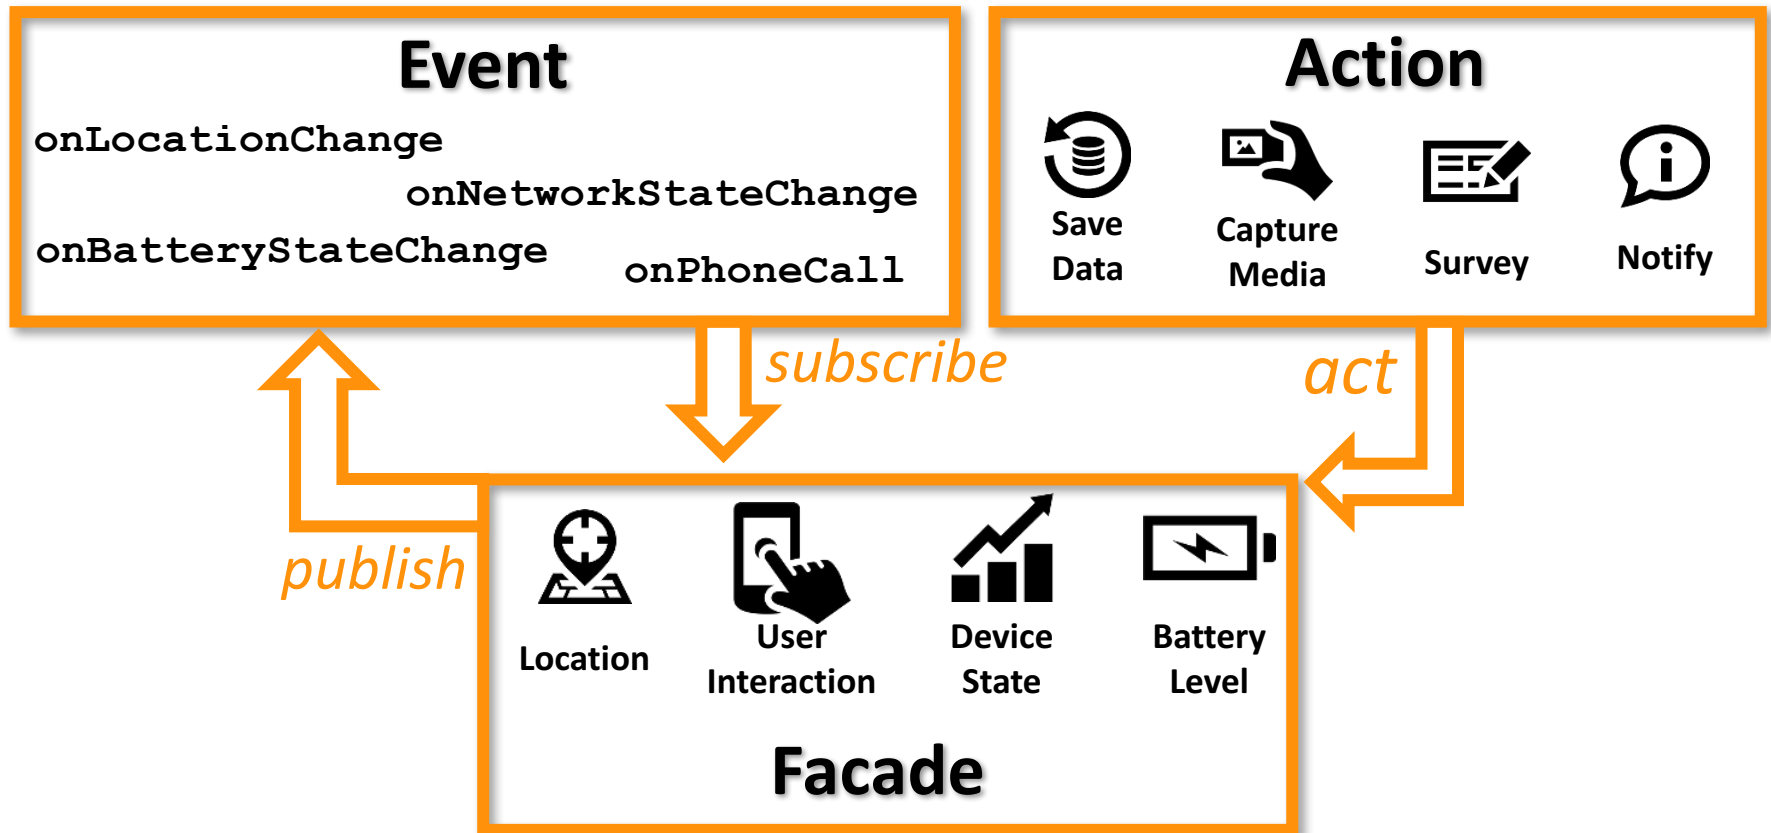 Event
onLocationChange
onNetworkStateChange
onBatteryStateChange
onPhoneCall
Action
Save
Data
Capture
Media
Survey
Notify
subscribe
act
publish
Location
User
Interaction
Device
State
Battery
Level
Facade